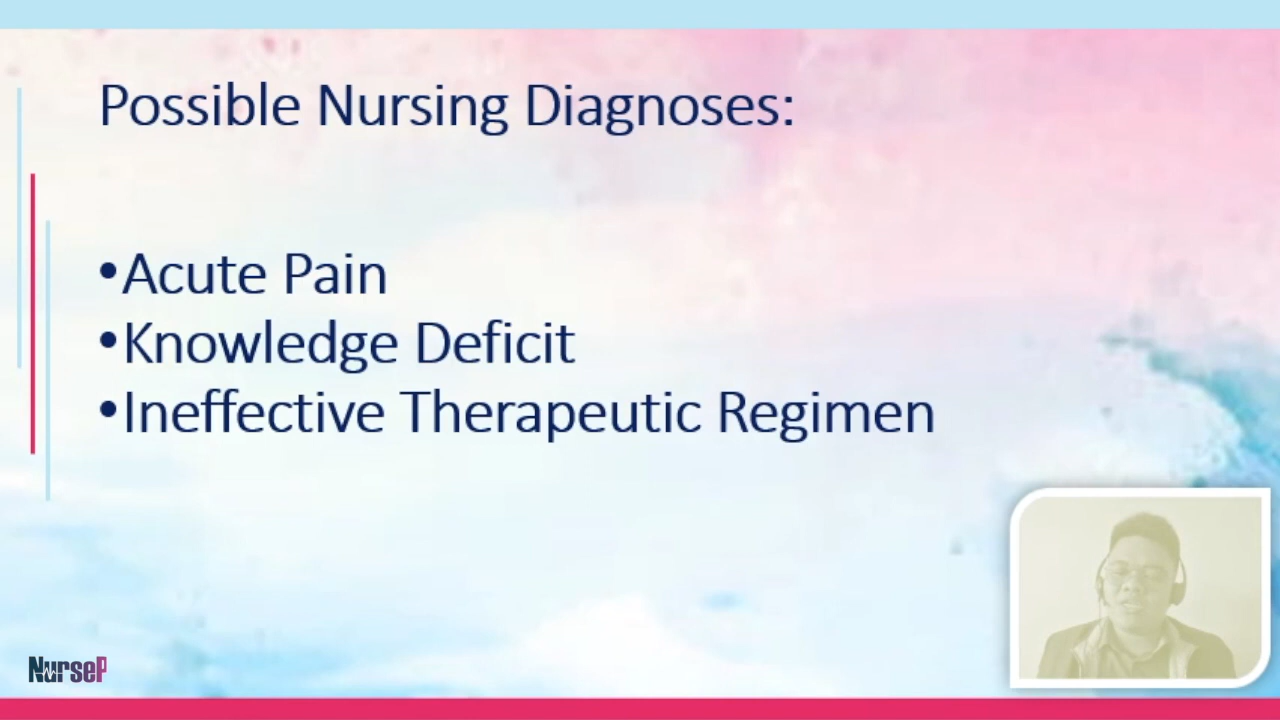 Possible Nursing Diagnoses:
•Acute Pain
•Knowledge Deficit
•Ineffective Therapeutic Regimen
NurseP